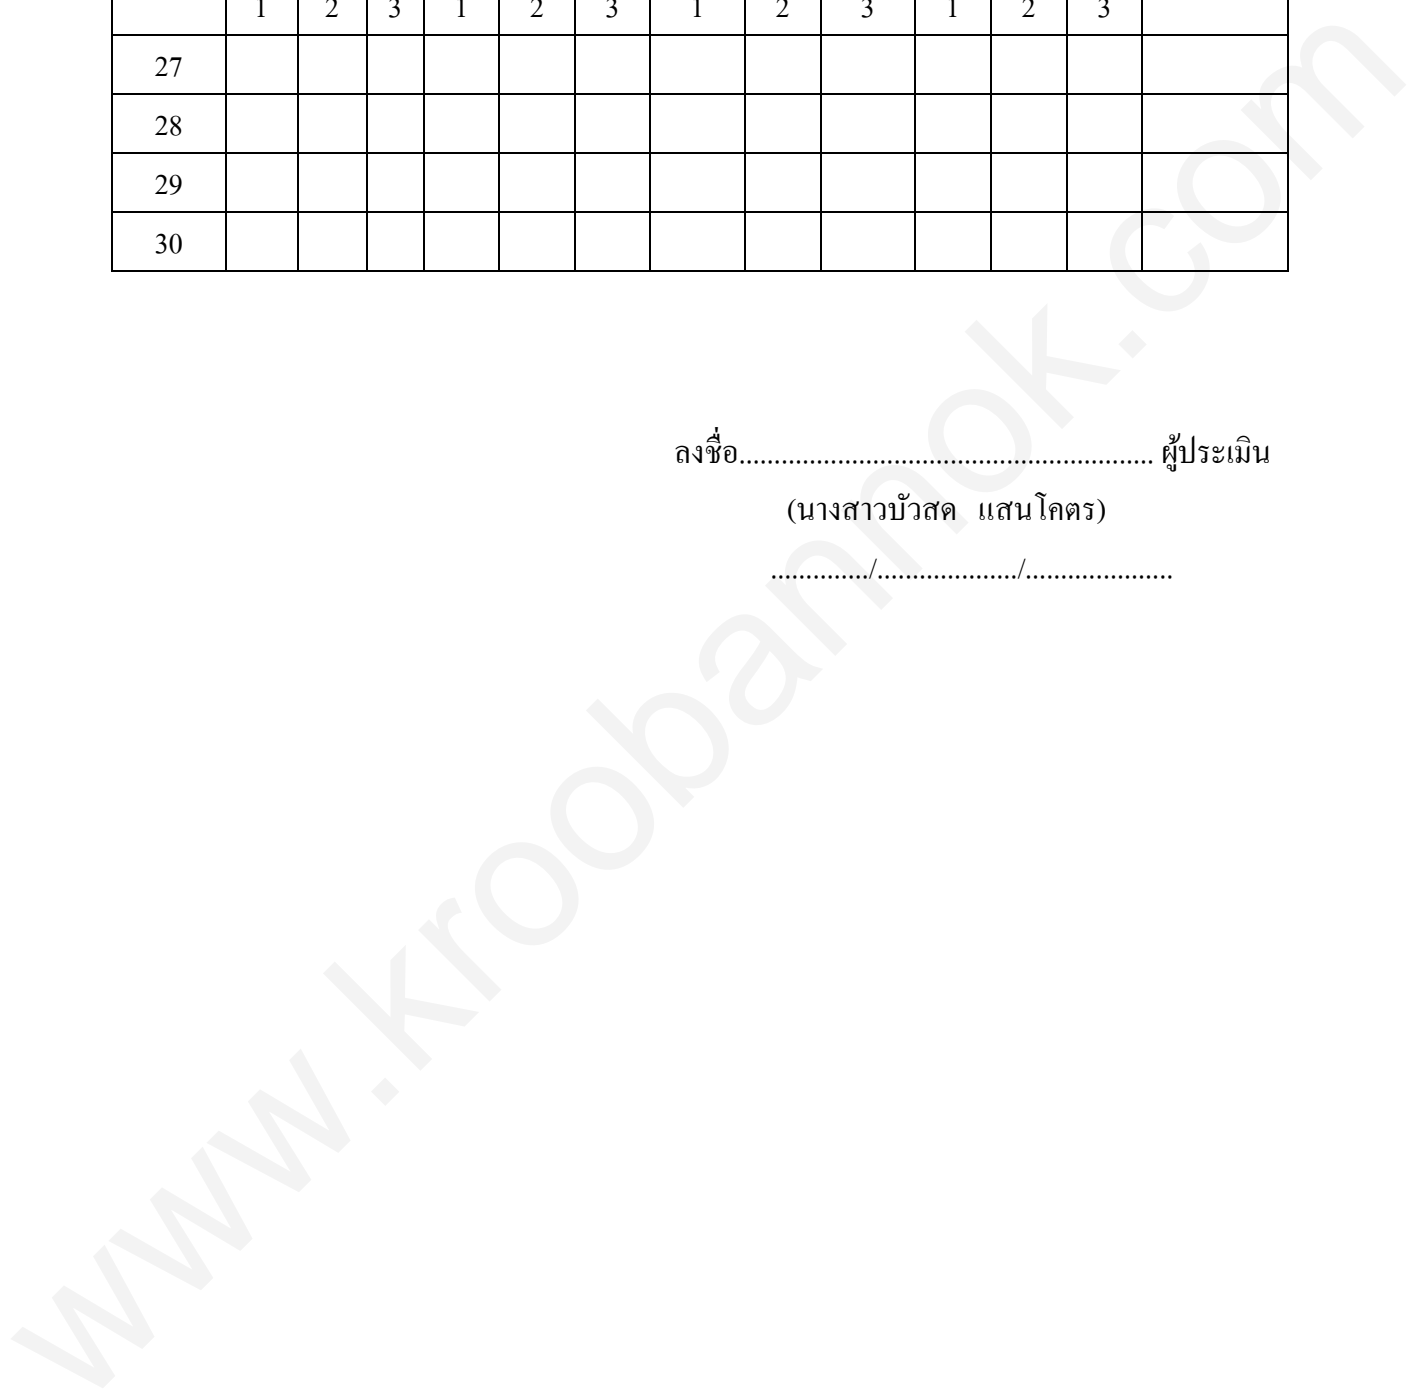 1 2 3 1 2 3 1 2 3 1 2 3
27
28
29
30
ลงชื่อ........................................................... ผู้ประเมิน
(นางสาวบัวสด แสนโคตร)
............../..................../.....................
www.kroobannok.com